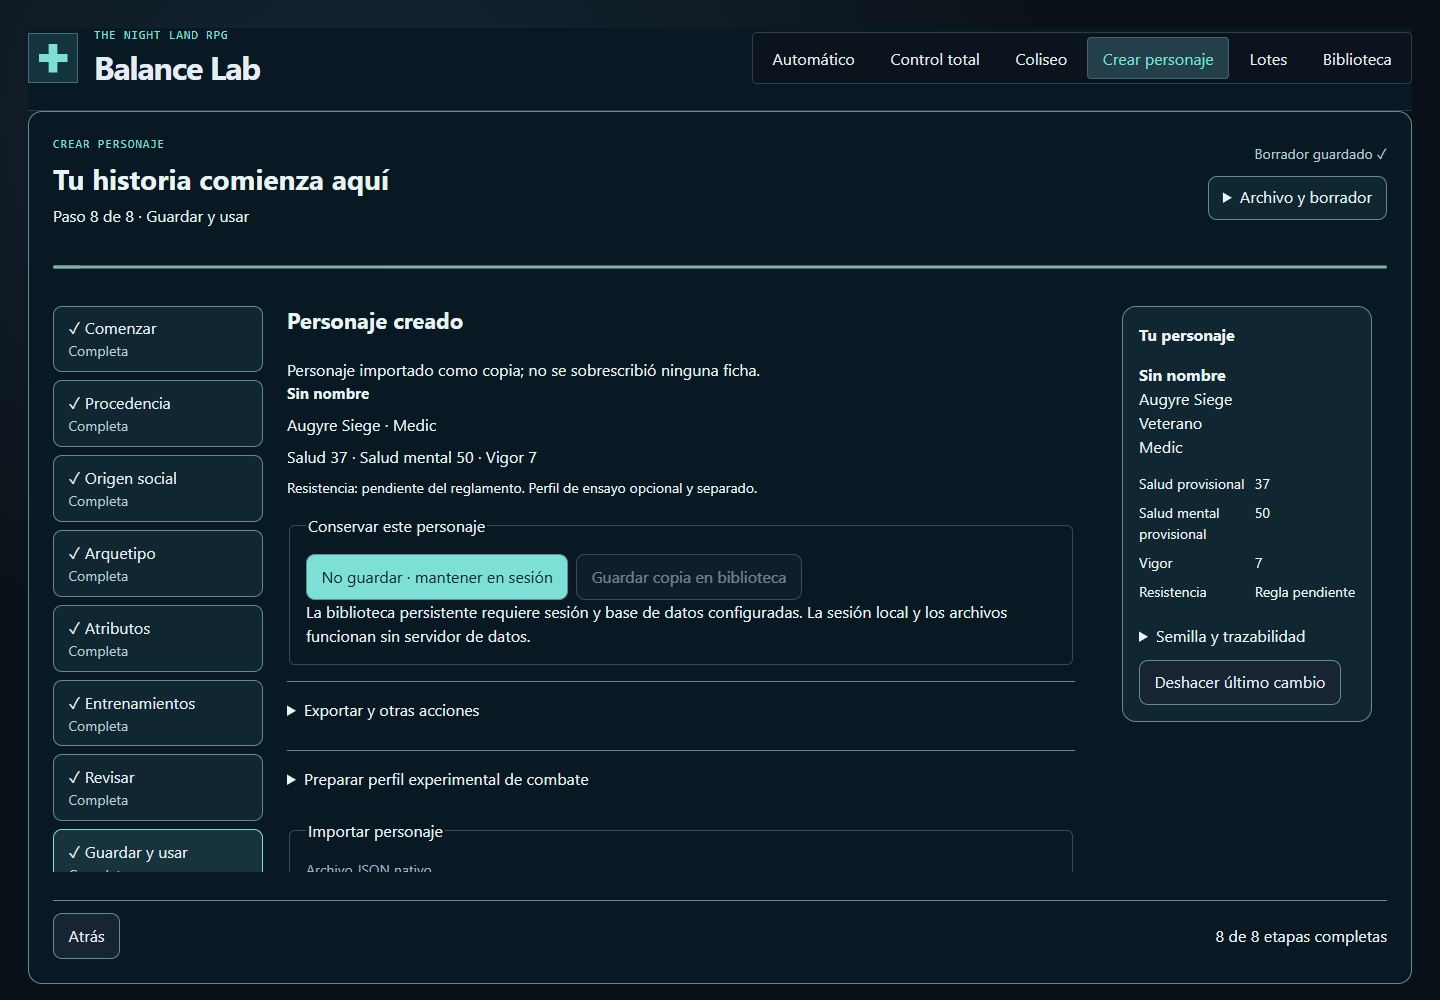 THE NIGHT LAND RPG
Balance Lab
Automático
Control total
Coliseo
Crear personaje
Lotes
Biblioteca
CREAR PERSONAJE
Tu historia comienza aquí
Paso 8 de 8 · Guardar y usar
Borrador guardado ✓
▶ Archivo y borrador
✓ Comenzar
Completa
✓ Procedencia
Completa
✓ Origen social
Completa
✓ Arquetipo
Completa
✓ Atributos
Completa
✓ Entrenamientos
Completa
✓ Revisar
Completa
✓ Guardar y usar
Personaje creado
Personaje importado como copia; no se sobrescribió ninguna ficha.
Sin nombre
Augyre Siege · Medic
Salud 37 · Salud mental 50 · Vigor 7
Resistencia: pendiente del reglamento. Perfil de ensayo opcional y separado.
Conservar este personaje
No guardar · mantener en sesión
Guardar copia en biblioteca
La biblioteca persistente requiere sesión y base de datos configuradas. La sesión local y los archivos
funcionan sin servidor de datos.
▶ Exportar y otras acciones
▶ Preparar perfil experimental de combate
Importar personaje
Archivo JSON nativo
Tu personaje
Sin nombre
Augyre Siege
Veterano
Medic
Salud provisional 37
Salud mental 50
provisional
Vigor 7
Resistencia Regla pendiente
▶ Semilla y trazabilidad
Deshacer último cambio
Atrás
8 de 8 etapas completas